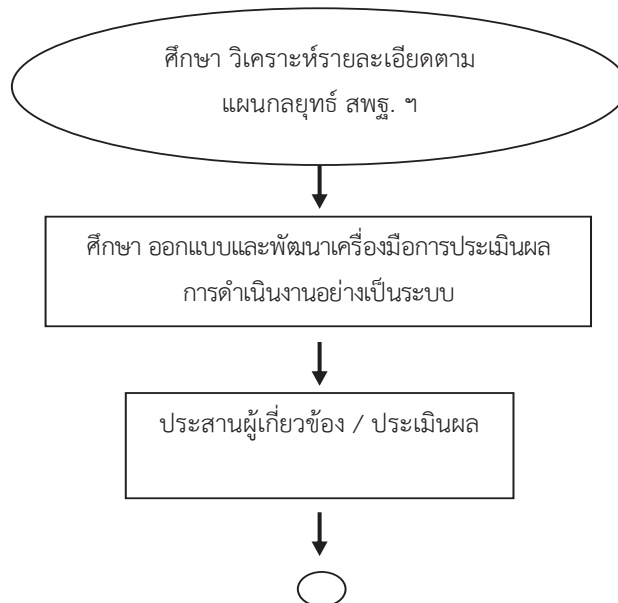 ศึกษา วิเคราะห์รายละเอียดตาม
แผนกลยุทธ์ สพฐ. ฯ
ศึกษา ออกแบบและพัฒนาเครื่องมือการประเมินผล
การดำเนินงานอย่างเป็นระบบ
ประสานผู้เกี่ยวข้อง / ประเมินผล